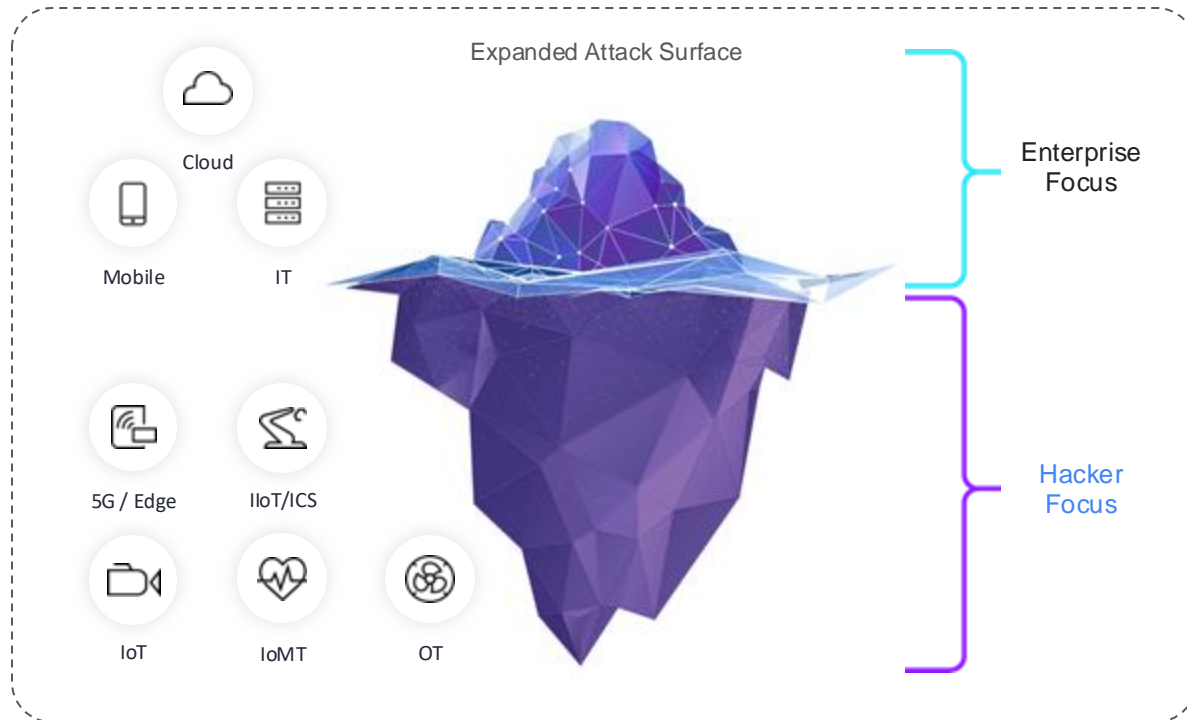 Expanded Attack Surface
Cloud
Mobile
IT
Enterprise
Focus
5G / Edge
IIoT/ICS
Hacker
Focus
IoT
IoMT
OT